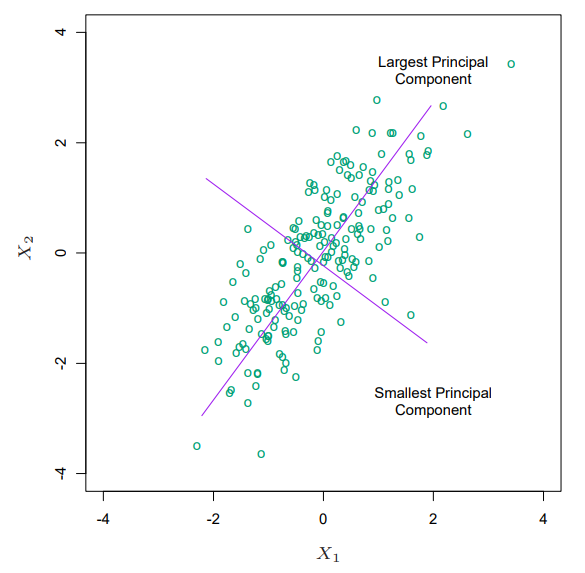 4
Largest Principal
Component
2
X2
0
-2
Smallest Principal
Component
-4
-4 -2 0 2 4
X1